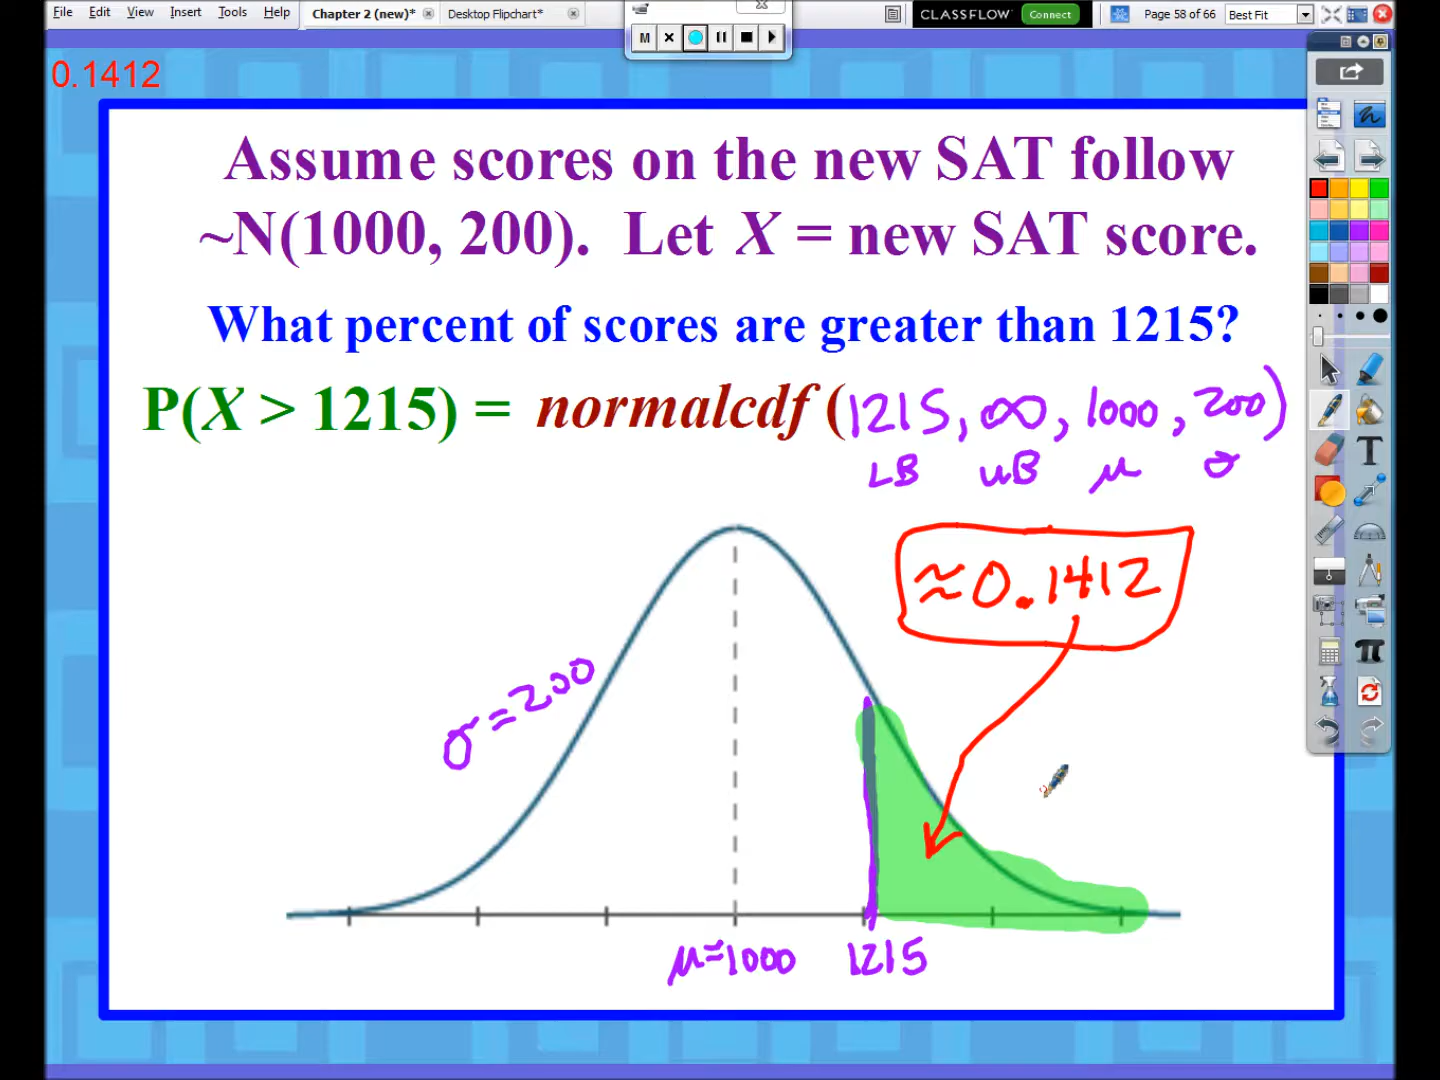 File Edit View Insert Tools Help Chapter 2 (new)* Desktop Flipchart* CLASSFLOW Connect Page 58 of 66 Best Fit
M
0.1412
Assume scores on the new SAT follow
~N(1000, 200). Let X = new SAT score.
What percent of scores are greater than 1215?
P(X > 1215) = normalcdf (1215, ∞, 1000, 200)
LB UB μ σ
≈0.1412
σ=200
μ=1000 1215
T
π